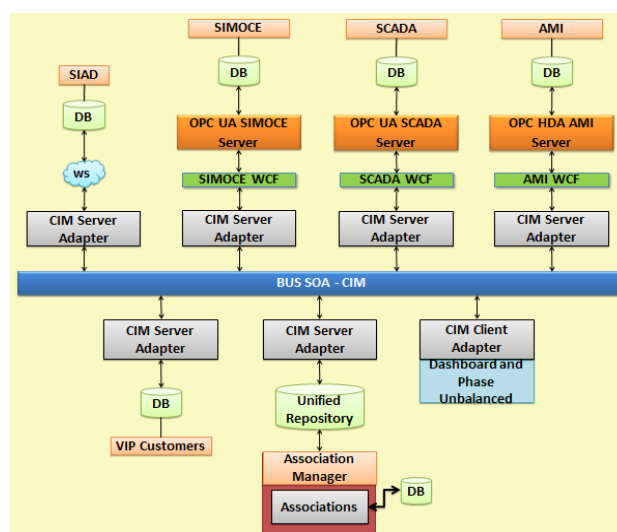 SIMOCE
SCADA
AMI
SIAD
DB
DB
DB
DB
OPC UA SIMOCE
Server
OPC UA SCADA
Server
OPC HDA AMI
Server
ws
SIMOCE WCF
SCADA WCF
AMI WCF
CIM Server
Adapter
CIM Server
Adapter
CIM Server
Adapter
CIM Server
Adapter
BUS SOA - CIM
CIM Server
Adapter
CIM Server
Adapter
CIM Client
Adapter
Dashboard and
Phase
Unbalanced
DB
Unified
Repository
VIP Customers
Association
Manager
Associations
DB